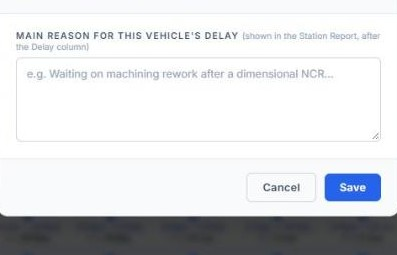 MAIN REASON FOR THIS VEHICLE'S DELAY (shown in the Station Report, after
the Delay column)
e.g. Waiting on machining rework after a dimensional NCR...
Cancel
Save